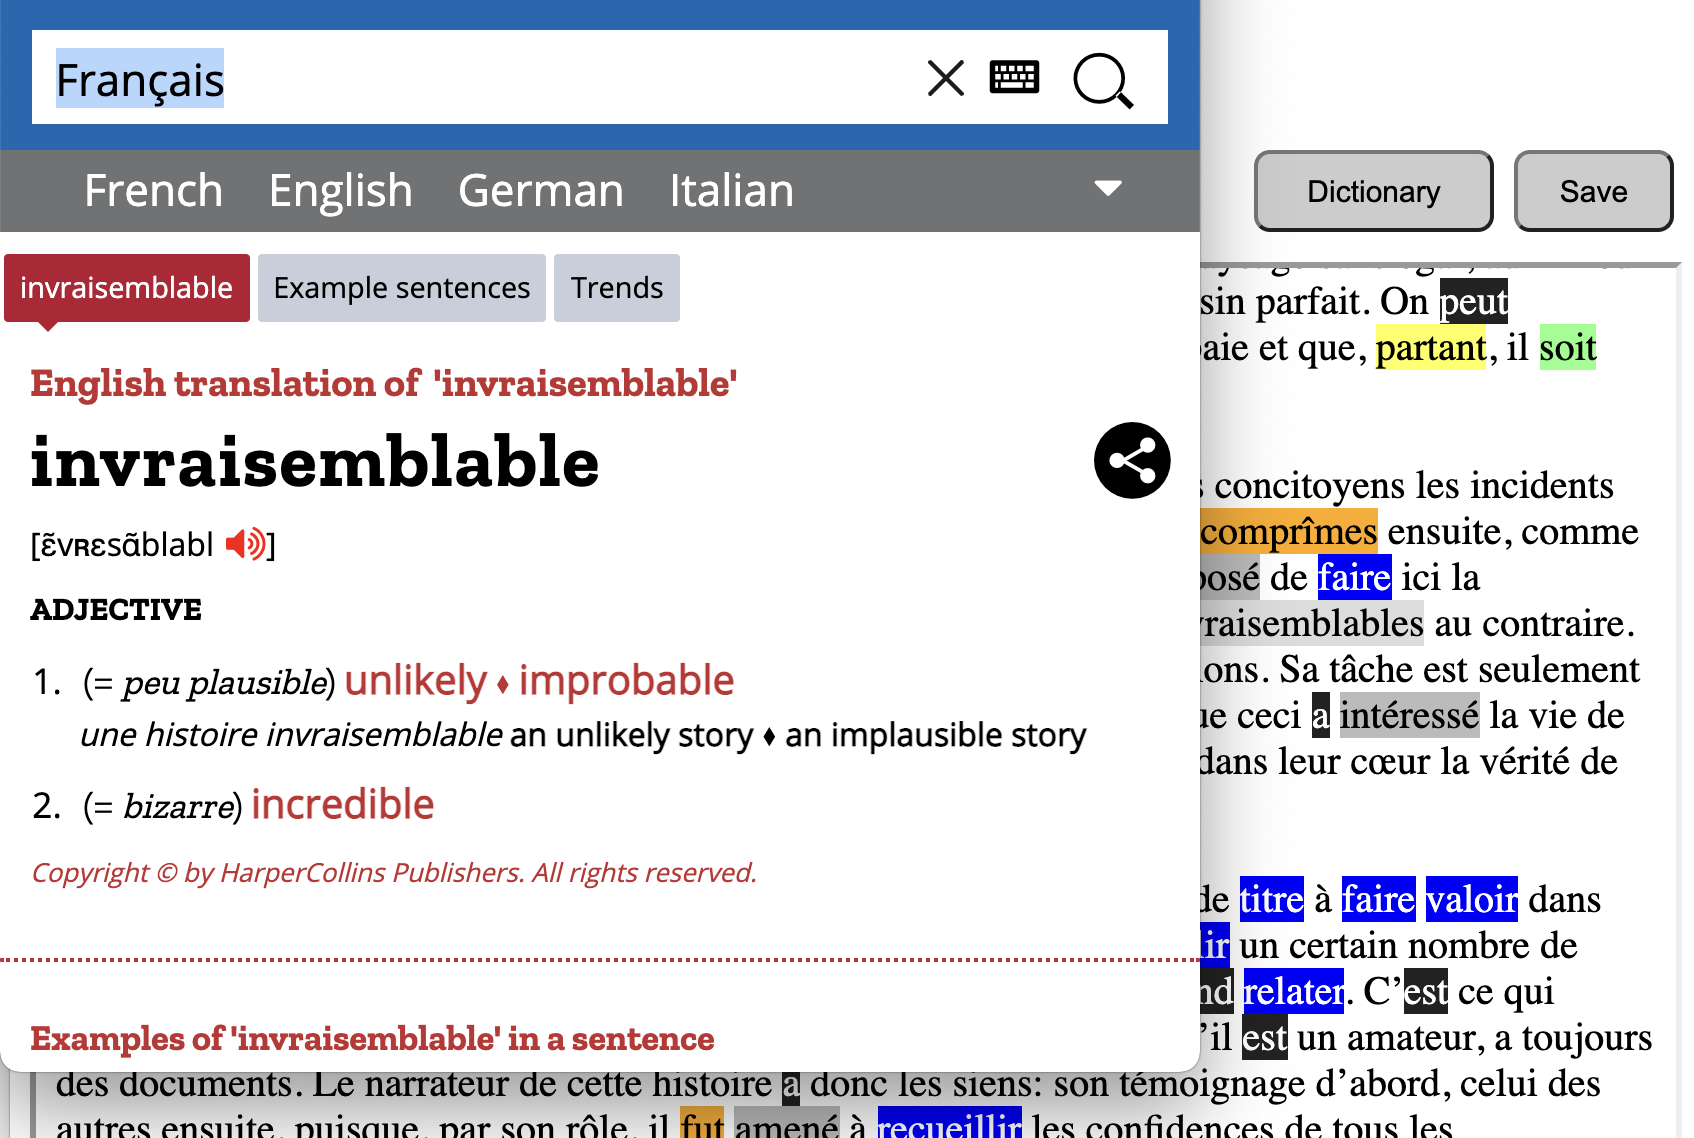 Français
French English German Italian
Dictionary
Save
invraisemblable
Example sentences
Trends
English translation of 'invraisemblable'
invraisemblable
[ɛ̃vʀɛsɑ̃blabl]
ADJECTIVE
1. (= peu plausible) unlikely ♦ improbable
une histoire invraisemblable an unlikely story ♦ an implausible story
2. (= bizarre) incredible
Copyright © by HarperCollins Publishers. All rights reserved.
Examples of 'invraisemblable' in a sentence
sin parfait. On peut
aie et que, partant, il soit
concitoyens les incidents
comprîmes ensuite, comme
posé de faire ici la
vraisemblables au contraire.
ons. Sa tâche est seulement
ue ceci a intéressé la vie de
dans leur cœur la vérité de
de titre à faire valoir dans
lir un certain nombre de
nd relater. C’est ce qui
’il est un amateur, a toujours
des documents. Le narrateur de cette histoire a donc les siens: son témoignage d’abord, celui des
autres ensuite, puisque, par son rôle, il fut amené à recueillir les confidences de tous les